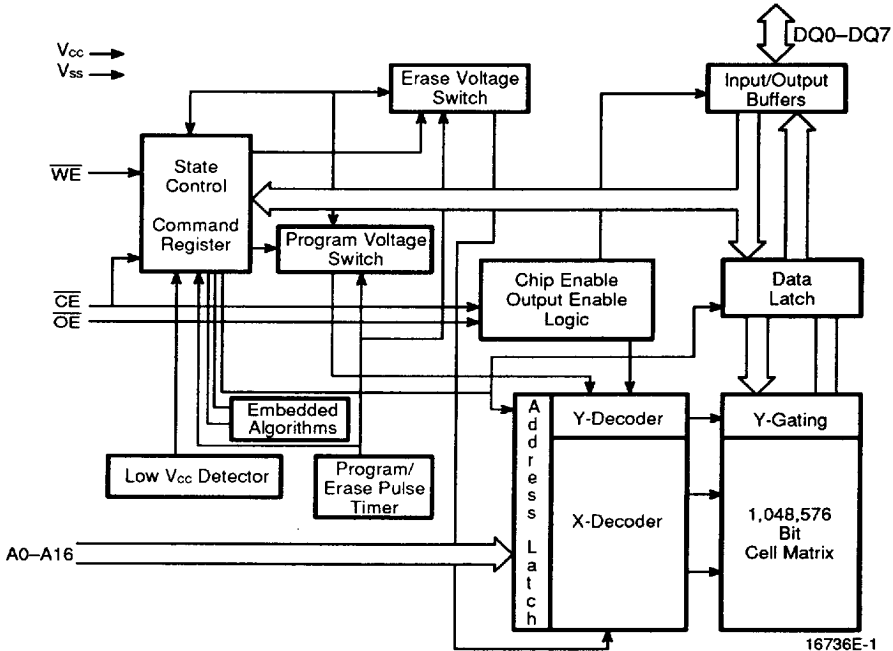 DQ0–DQ7
Vcc
Vss
Erase Voltage
Switch
Input/Output
Buffers
WE
State
Control
Command
Register
Program Voltage
Switch
CE
OE
Chip Enable
Output Enable
Logic
Data
Latch
Embedded
Algorithms
Address Latch
Y-Decoder
Y-Gating
Low Vcc Detector
Program/
Erase Pulse
Timer
X-Decoder
1,048,576
Bit
Cell Matrix
A0–A16
16736E-1